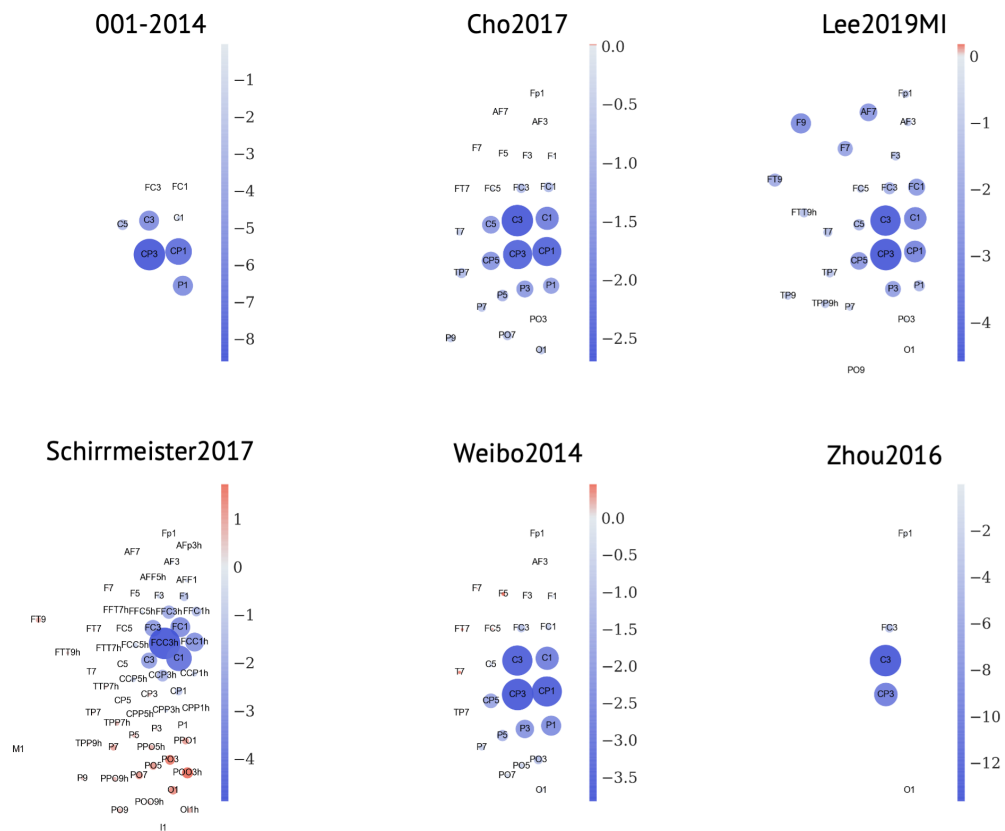 001-2014
−1
−2
−3
−4
−5
−6
−7
−8
FC3 FC1
C5 C3 C1
CP3 CP1
P1
Cho2017
0.0
−0.5
−1.0
−1.5
−2.0
−2.5
Fp1
AF7 AF3
F7 F5 F3 F1
FT7 FC5 FC3 FC1
T7 C5 C3 C1
TP7 CP5 CP3 CP1
P9 P7 P5 P3 P1
PO7 PO3
O1
Lee2019MI
0
−1
−2
−3
−4
Fp1
AF7 AF3
F9 F7 F3
FT9 FC5 FC3 FC1
FTT9h
T7 C5 C3 C1
TP7 CP5 CP3 CP1
TP9 TPP9h P7 P3 P1
PO3
PO9 O1
Schirrmeister2017
1
0
−1
−2
−3
−4
Fp1
AFp3h
AF7 AF3
AFF5h AFF1
F7 F5 F3 F1
FFT7h FFC5h FFC3h FFC1h
FT9 FT7 FC5 FC3 FC1
FTT9h FTT7h FCC5h FCC3h FCC1h
T7 C5 C3 C1
TTP7h CCP5h CCP3h CCP1h
TP7 CP5 CP3 CP1
TPP7h CPP5h CPP3h CPP1h
M1 P7 P5 P3 P1
TPP9h PPO5h PPO1
P9 PPO9h PO7 PO5 PO3
POO3h
PO9 POO9h O1
OI1h
I1
Weibo2014
0.0
−0.5
−1.0
−1.5
−2.0
−2.5
−3.0
−3.5
Fp1
AF3
F7 F5 F3 F1
FT7 FC5 FC3 FC1
T7 C5 C3 C1
TP7 CP5 CP3 CP1
P7 P5 P3 P1
PO7 PO5 PO3
O1
Zhou2016
−2
−4
−6
−8
−10
−12
Fp1
FC3
C3
CP3
O1